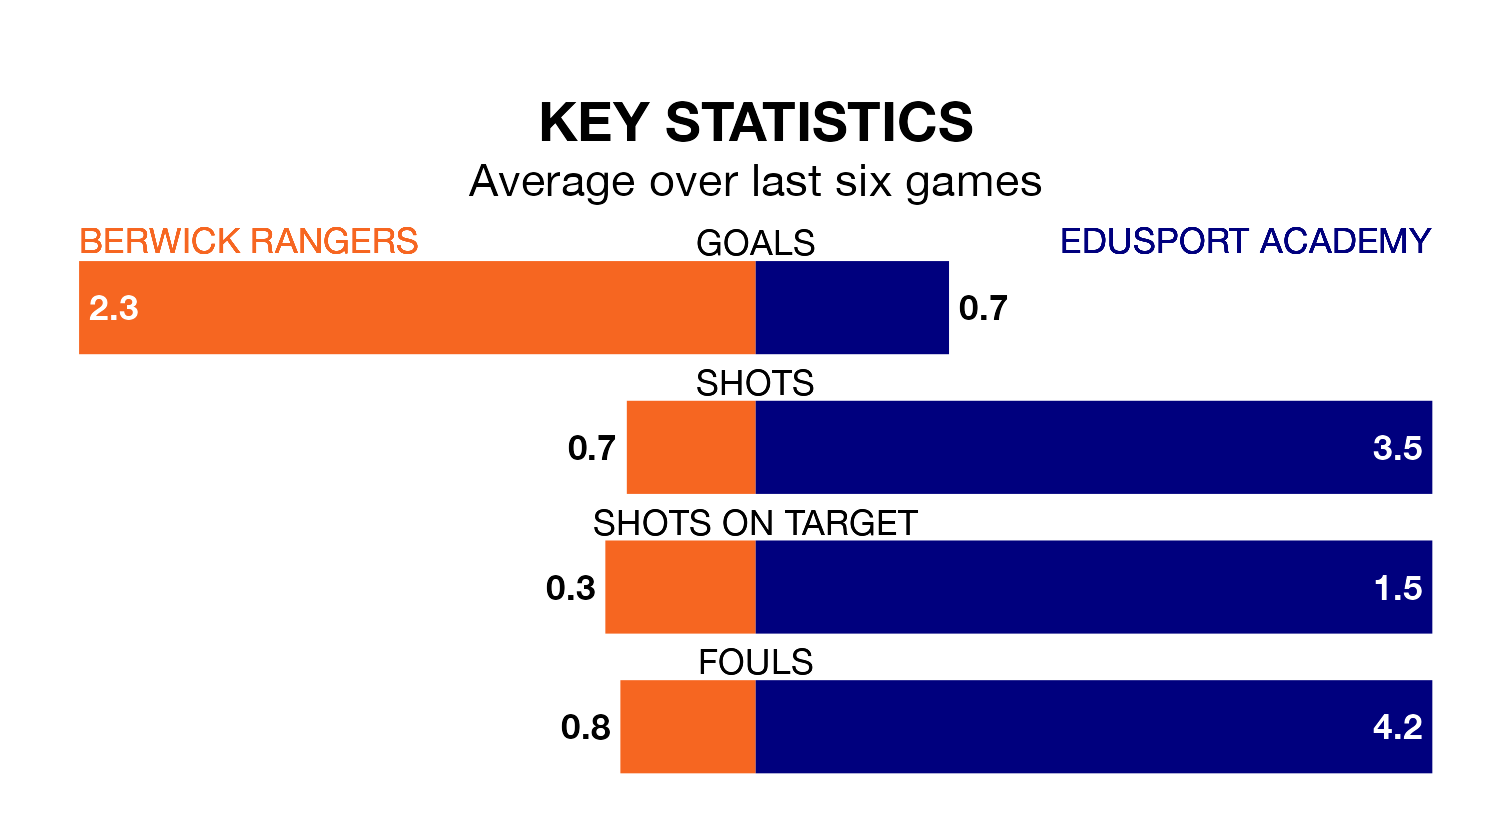 KEY STATISTICS
Average over last six games
BERWICK RANGERS GOALS EDUSPORT ACADEMY
2.3 0.7
SHOTS
0.7 3.5
SHOTS ON TARGET
0.3 1.5
FOULS
0.8 4.2